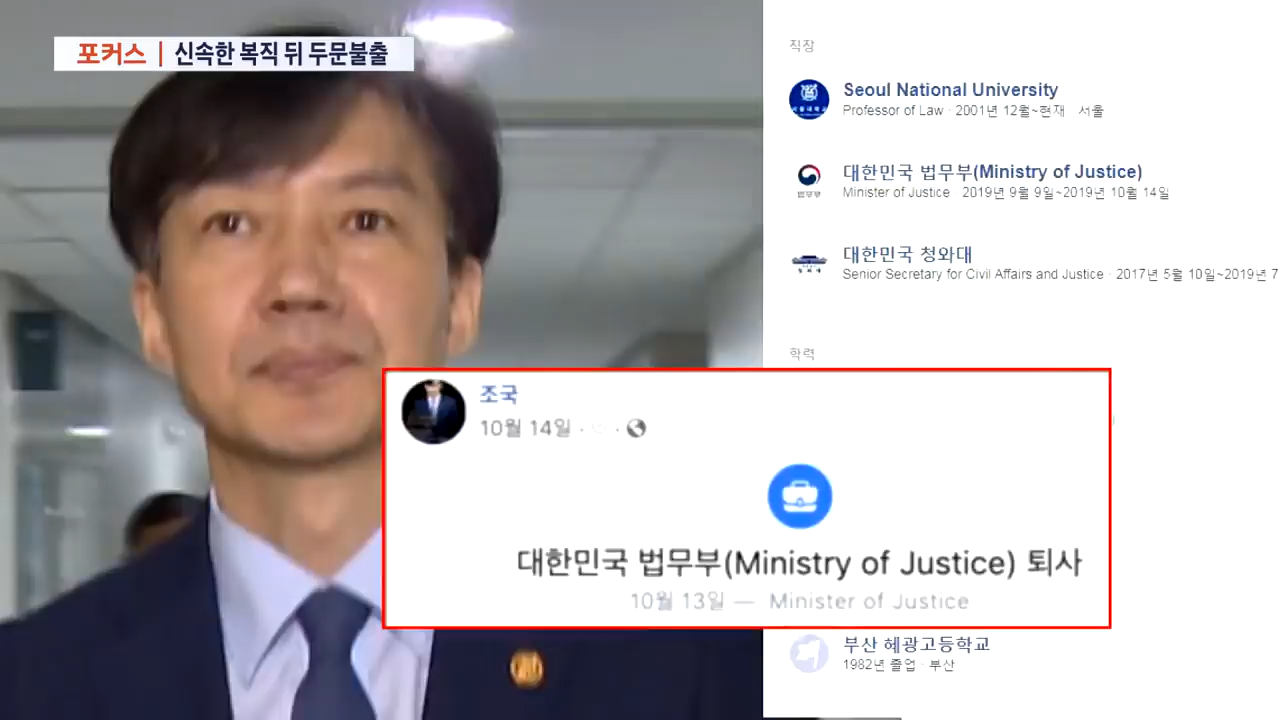 포커스 | 신속한 복직 뒤 두문불출
직장
Seoul National University
Professor of Law · 2001년 12월~현재 서울
대한민국 법무부(Ministry of Justice)
Minister of Justice 2019년 9월 9일~2019년 10월 14일
법무부
대한민국 청와대
Senior Secretary for Civil Affairs and Justice · 2017년 5월 10일~2019년 7
청와대
학력
조국
10월 14일 ·
대한민국 법무부(Ministry of Justice) 퇴사
10월 13일 — Minister of Justice
부산 혜광고등학교
1982년 졸업 · 부산